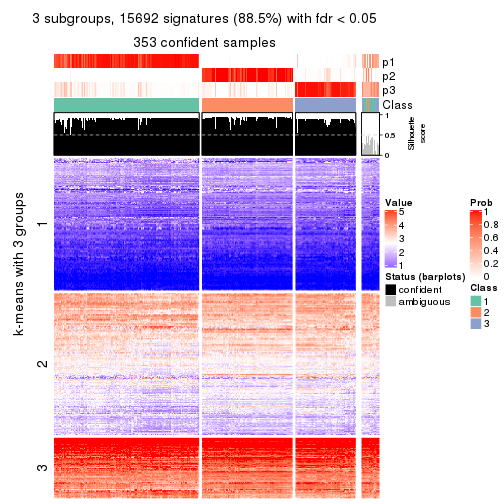 3 subgroups, 15692 signatures (88.5%) with fdr < 0.05
353 confident samples
p1
p2
p3
Class
1
0.5
0
Silhouette
score
k-means with 3 groups
1
2
3
Value
5
4
3
2
1
Status (barplots)
confident
ambiguous
Prob
1
0.8
0.6
0.4
0.2
0
Class
1
2
3